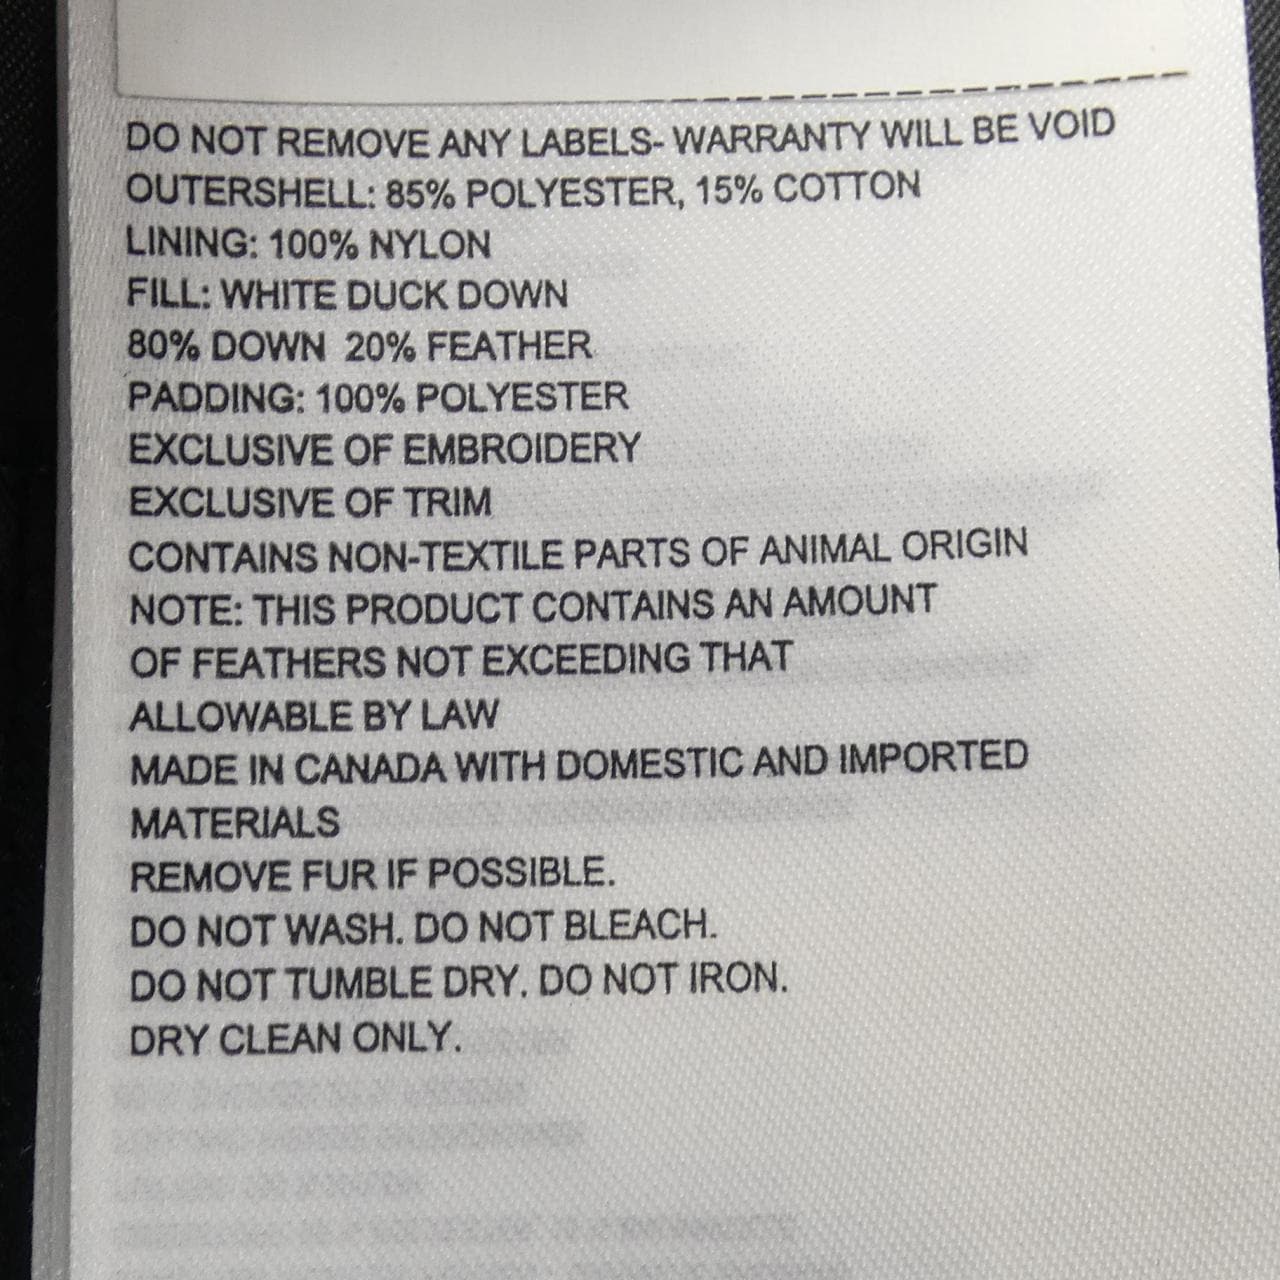 DO NOT REMOVE ANY LABELS- WARRANTY WILL BE VOID
OUTERSHELL: 85% POLYESTER, 15% COTTON
LINING: 100% NYLON
FILL: WHITE DUCK DOWN
80% DOWN 20% FEATHER
PADDING: 100% POLYESTER
EXCLUSIVE OF EMBROIDERY
EXCLUSIVE OF TRIM
CONTAINS NON-TEXTILE PARTS OF ANIMAL ORIGIN
NOTE: THIS PRODUCT CONTAINS AN AMOUNT
OF FEATHERS NOT EXCEEDING THAT
ALLOWABLE BY LAW
MADE IN CANADA WITH DOMESTIC AND IMPORTED
MATERIALS
REMOVE FUR IF POSSIBLE.
DO NOT WASH. DO NOT BLEACH.
DO NOT TUMBLE DRY. DO NOT IRON.
DRY CLEAN ONLY.